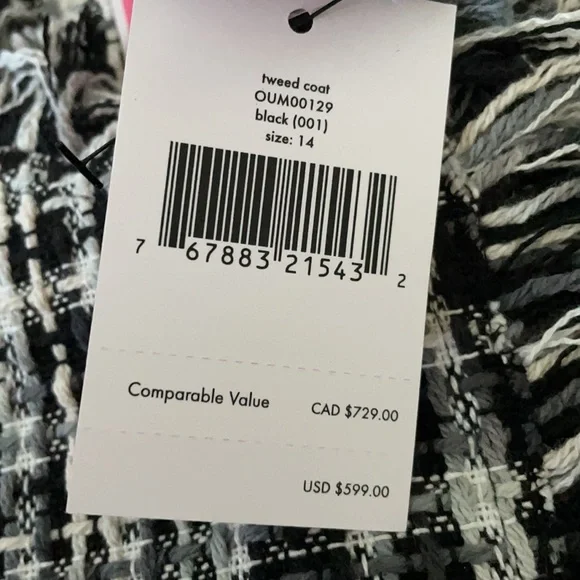 tweed coat
OUM00129
black (001)
size: 14
7 67883 21543 2
Comparable Value CAD $729.00
USD $599.00